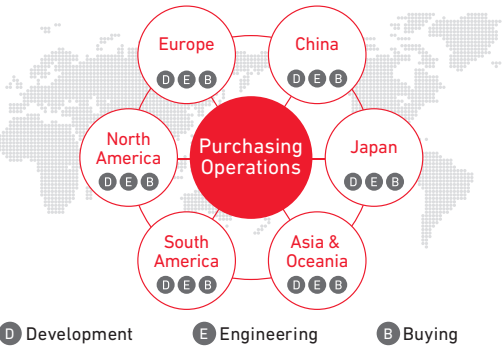 Europe
D E B
China
D E B
North
America
D E B
Purchasing
Operations
Japan
D E B
South
America
D E B
Asia &
Oceania
D E B
D Development
E Engineering
B Buying